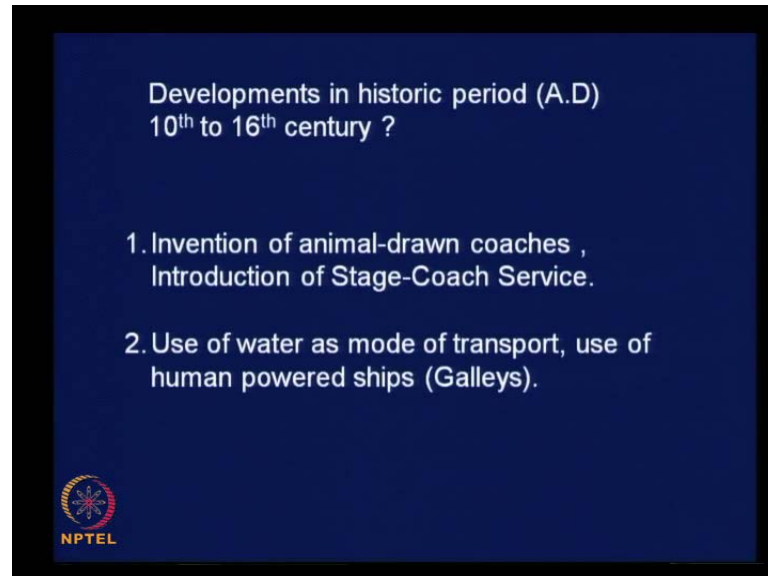 Developments in historic period (A.D)
10th to 16th century ?
1. Invention of animal-drawn coaches ,
Introduction of Stage-Coach Service.
2. Use of water as mode of transport, use of
human powered ships (Galleys).
NPTEL